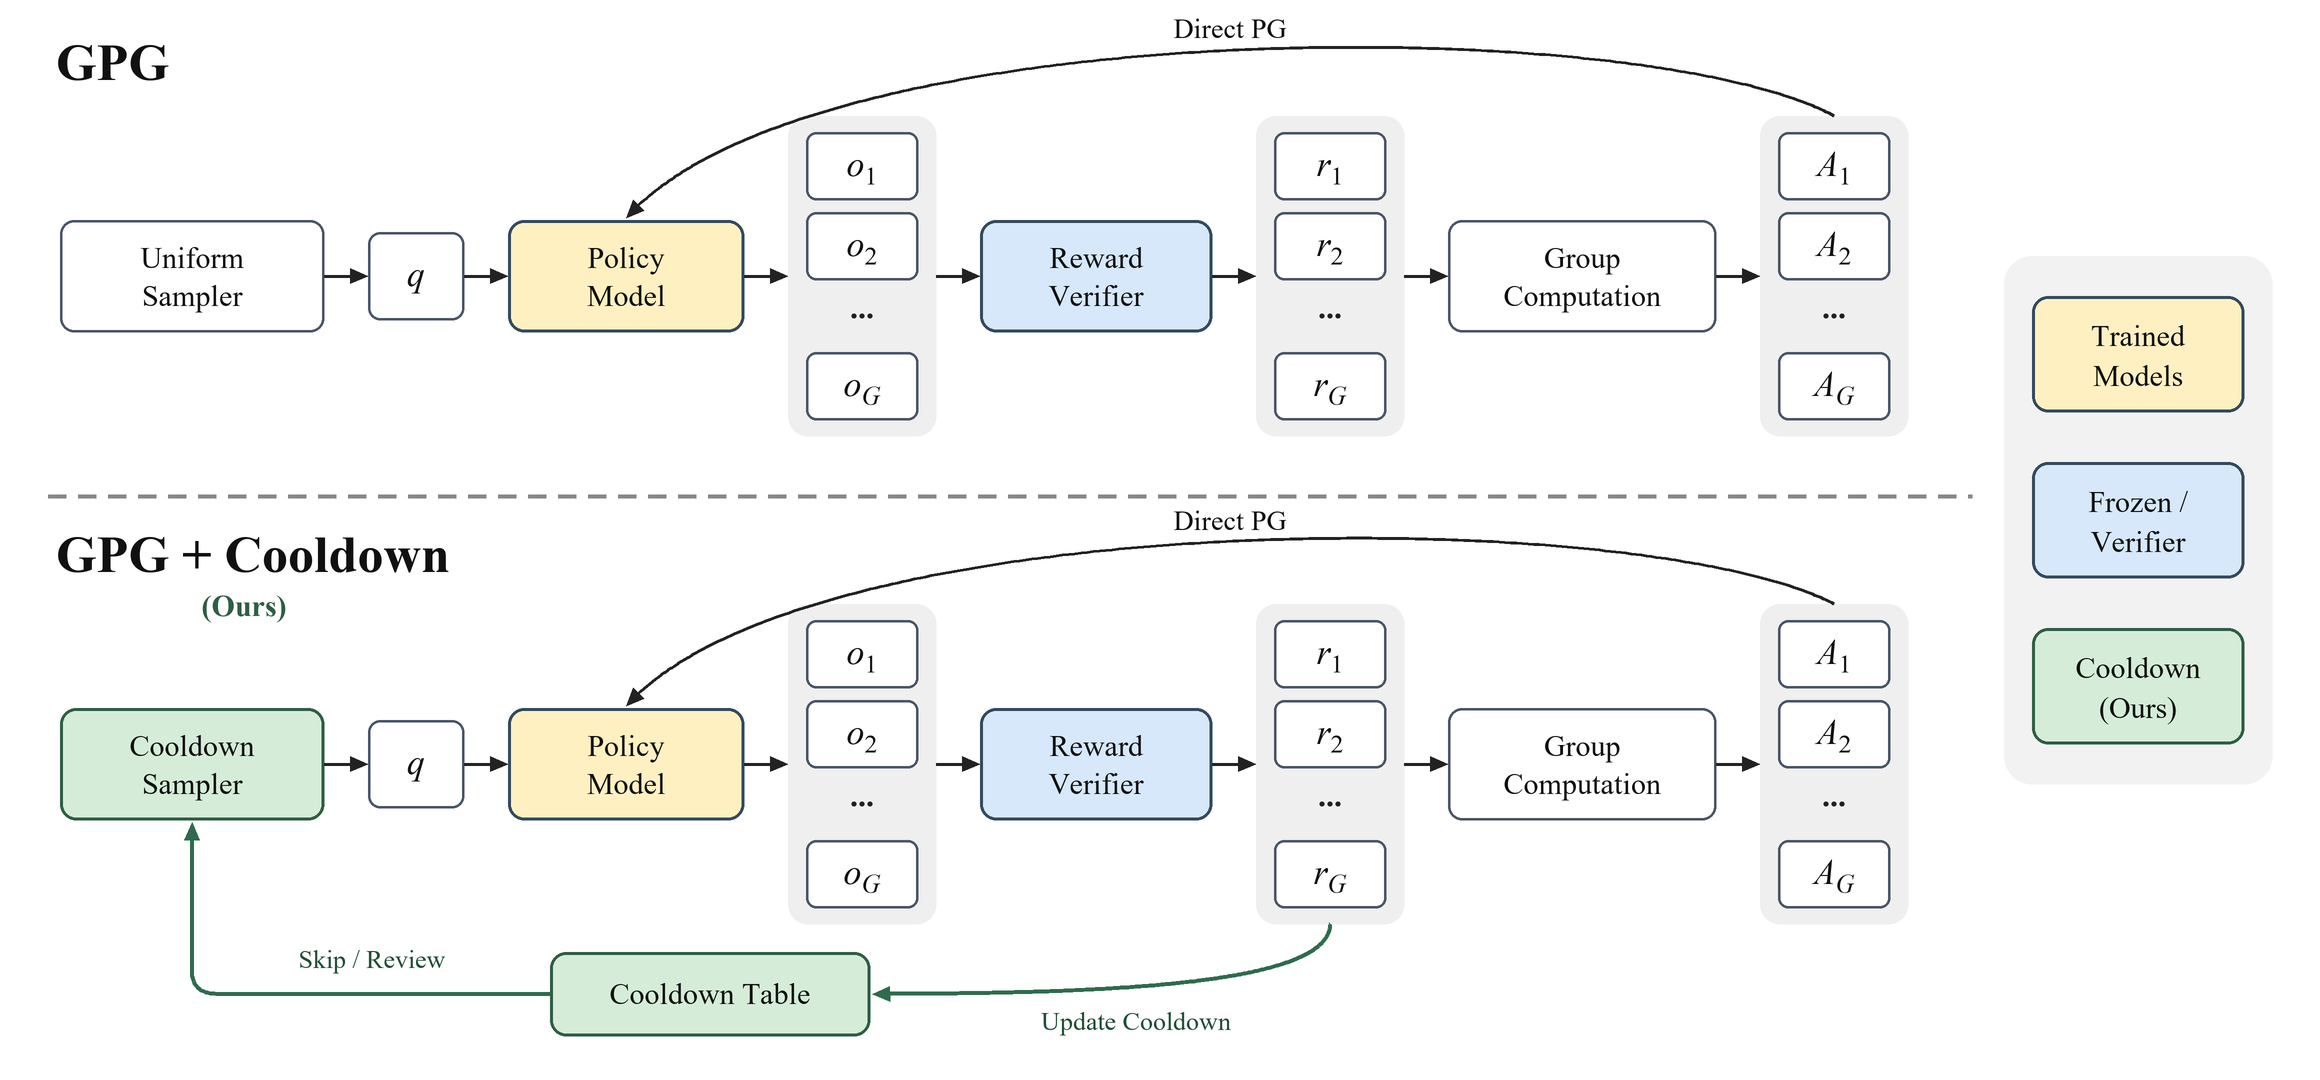 Direct PG
GPG
Uniform
Sampler
q
Policy
Model
o1
o2
...
oG
Reward
Verifier
r1
r2
...
rG
Group
Computation
A1
A2
...
AG
Direct PG
GPG + Cooldown
(Ours)
Cooldown
Sampler
q
Policy
Model
o1
o2
...
oG
Reward
Verifier
r1
r2
...
rG
Group
Computation
A1
A2
...
AG
Skip / Review
Cooldown Table
Update Cooldown
Trained
Models
Frozen /
Verifier
Cooldown
(Ours)